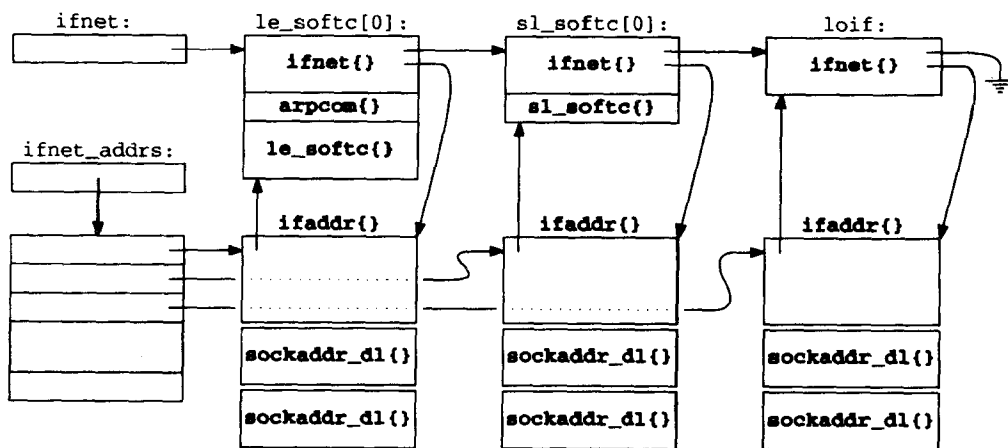 ifnet:
le_softc[0]:
sl_softc[0]:
loif:
ifnet{}
ifnet{}
ifnet{}
arpcom{}
sl_softc{}
le_softc{}
ifnet_addrs:
ifaddr{}
ifaddr{}
ifaddr{}
sockaddr_dl{}
sockaddr_dl{}
sockaddr_dl{}
sockaddr_dl{}
sockaddr_dl{}
sockaddr_dl{}